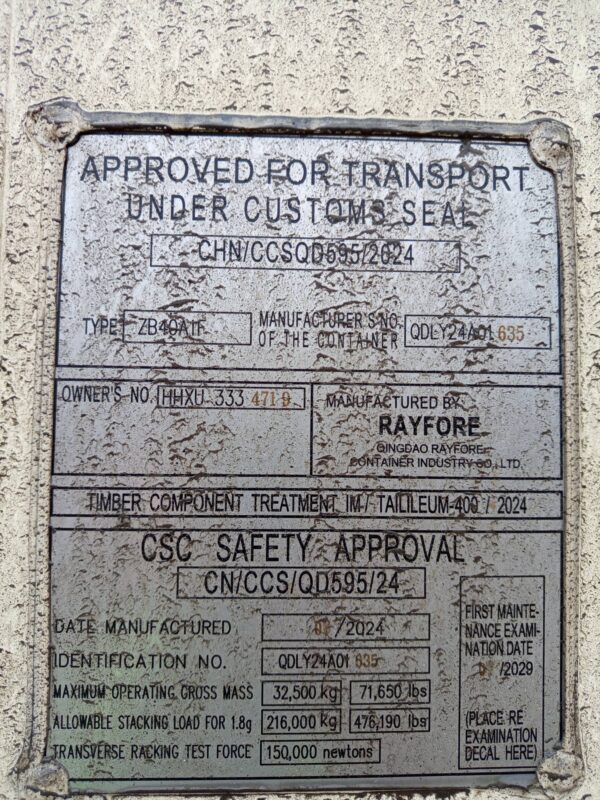 APPROVED FOR TRANSPORT
UNDER CUSTOMS SEAL
CHN/CCSQD595/2024
TYPE ZB40A1F MANUFACTURER'S NO. OF THE CONTAINER QDLY24A01 635
OWNER'S NO. HHXU 333 471 9
MANUFACTURED BY:
RAYFORE
QINGDAO RAYFORE
CONTAINER INDUSTRY CO., LTD.
TIMBER COMPONENT TREATMENT IM / TAILILEUM-400 / 2024
CSC SAFETY APPROVAL
CN/CCS/QD595/24
DATE MANUFACTURED /2024
IDENTIFICATION NO. QDLY24A01 635
MAXIMUM OPERATING GROSS MASS 32,500 kg 71,650 lbs
ALLOWABLE STACKING LOAD FOR 1.8g 216,000 kg 476,190 lbs
TRANSVERSE RACKING TEST FORCE 150,000 newtons
FIRST MAINTE-
NANCE EXAMI-
NATION DATE
/2029
(PLACE RE
EXAMINATION
DECAL HERE)